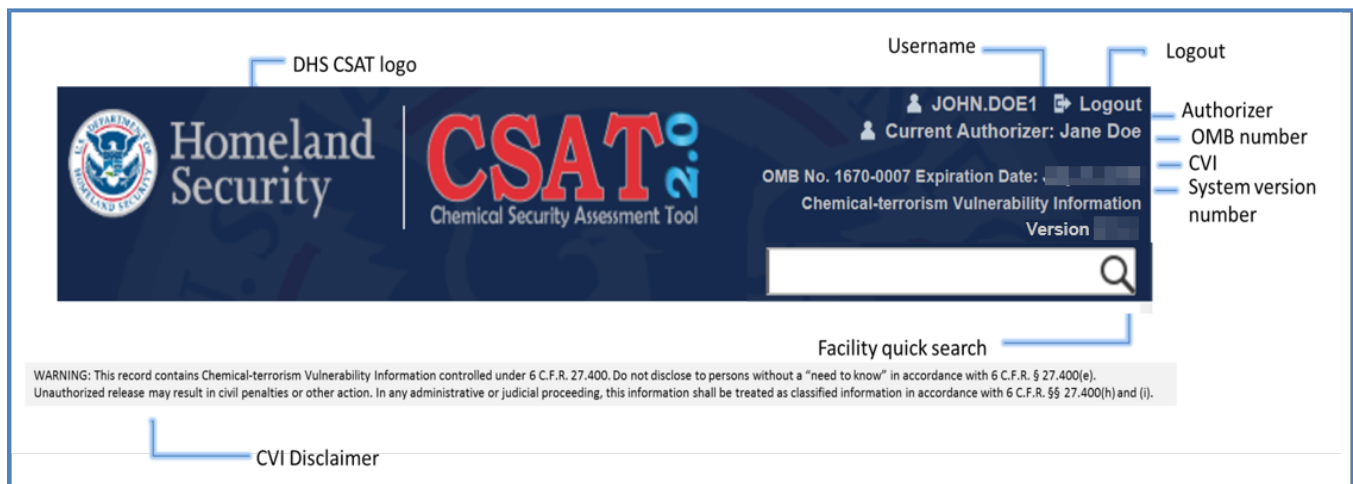 Username
Logout
DHS CSAT logo
JOHN.DOE1 Logout
Authorizer
Current Authorizer: Jane Doe
OMB number
Homeland
Security
CSAT 2.0
Chemical Security Assessment Tool
OMB No. 1670-0007 Expiration Date:
CVI
Chemical-terrorism Vulnerability Information
System version
number
Version
Facility quick search
WARNING: This record contains Chemical-terrorism Vulnerability Information controlled under 6 C.F.R. 27.400. Do not disclose to persons without a “need to know” in accordance with 6 C.F.R. § 27.400(e).
Unauthorized release may result in civil penalties or other action. In any administrative or judicial proceeding, this information shall be treated as classified information in accordance with 6 C.F.R. §§ 27.400(h) and (i).
CVI Disclaimer